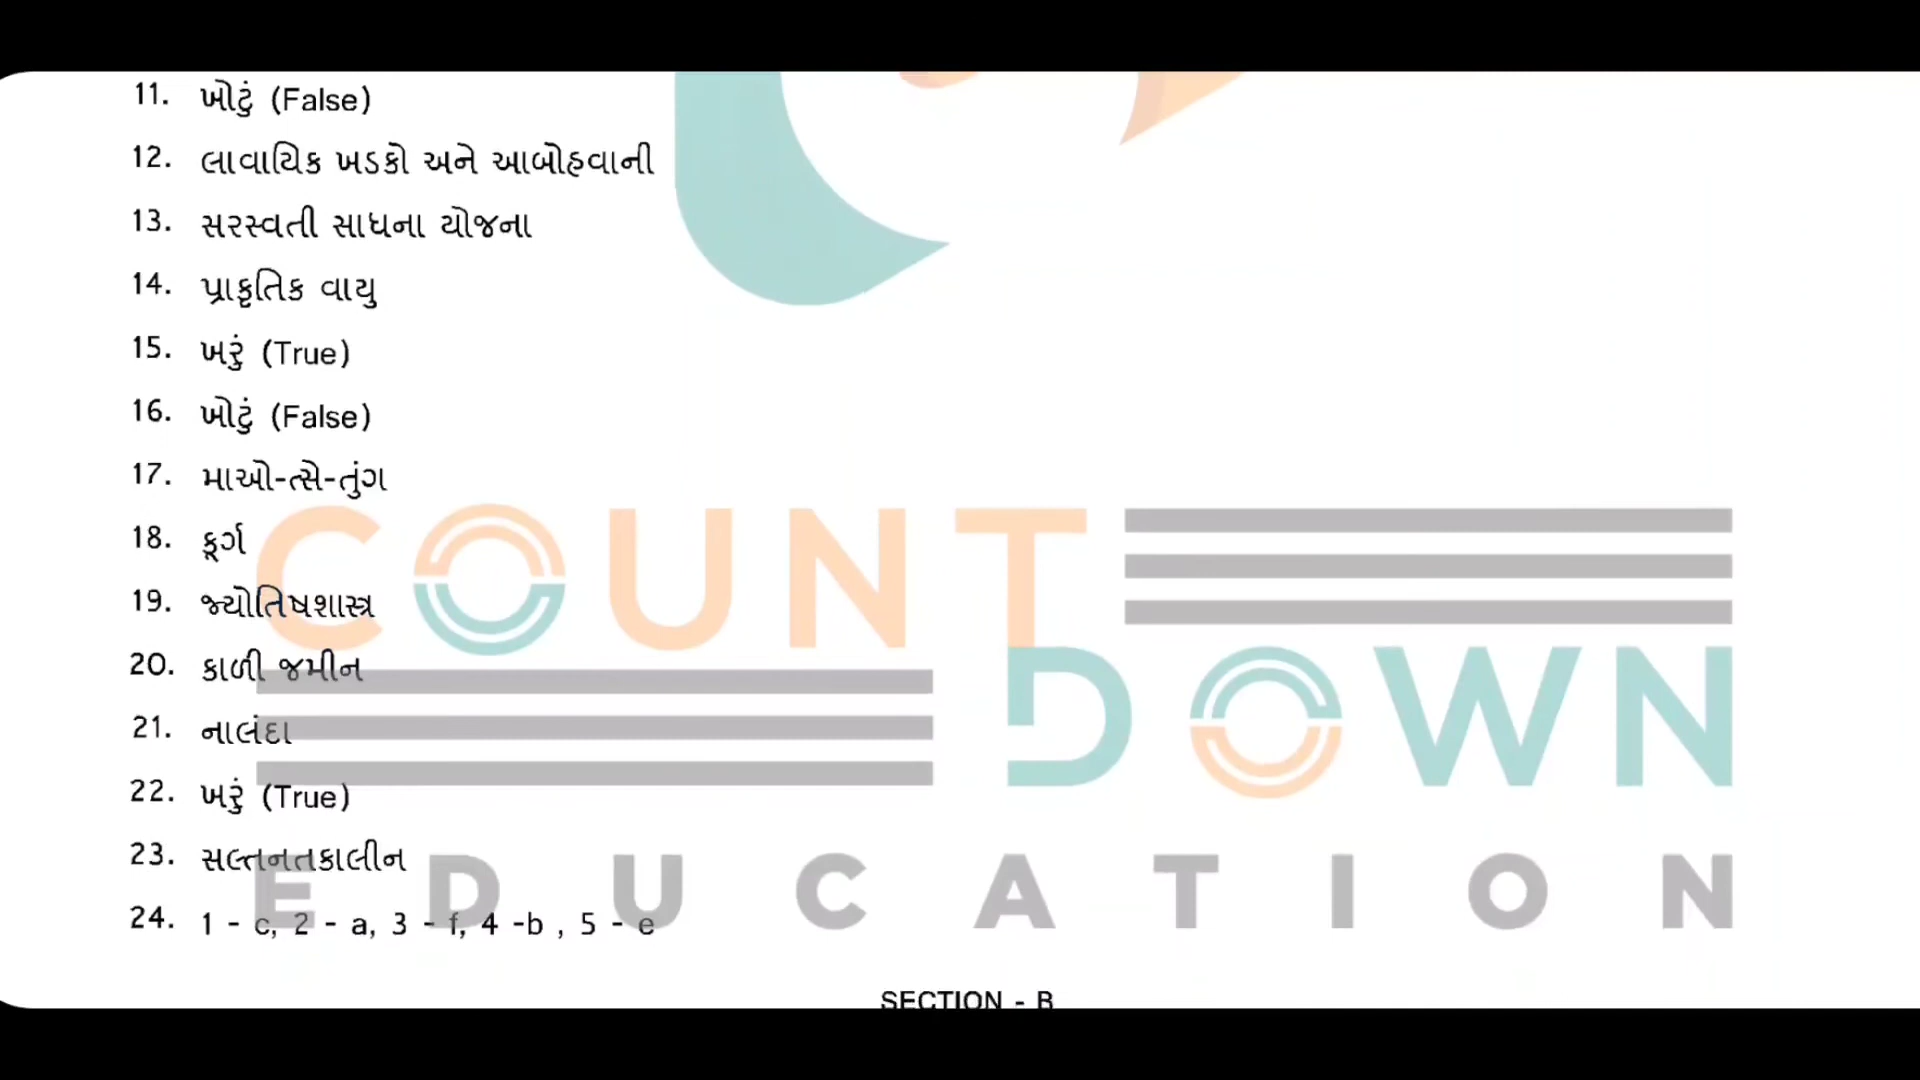 11. ખોટું (False)
12. લાવાયિક ખડકો અને આબોહવાની
13. સરસ્વતી સાધના યોજના
14. પ્રાકૃતિક વાયુ
15. ખરું (True)
16. ખોટું (False)
17. માઓ-ત્સે-તુંગ
18. કૂર્ગ
19. જ્યોતિષશાસ્ત્ર
20. કાળી જમીન
21. નાલંદા
22. ખરું (True)
23. સલ્તનતકાલીન
24. 1 - c, 2 - a, 3 - f, 4 -b , 5 - e
SECTION - B
COUNT
DOWN
EDUCATION